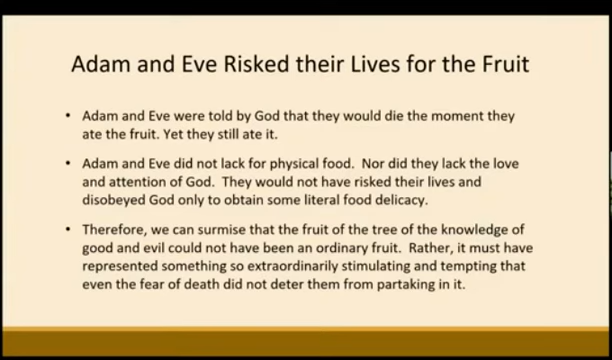 Adam and Eve Risked their Lives for the Fruit
• Adam and Eve were told by God that they would die the moment they
ate the fruit. Yet they still ate it.
• Adam and Eve did not lack for physical food. Nor did they lack the love
and attention of God. They would not have risked their lives and
disobeyed God only to obtain some literal food delicacy.
• Therefore, we can surmise that the fruit of the tree of the knowledge of
good and evil could not have been an ordinary fruit. Rather, it must have
represented something so extraordinarily stimulating and tempting that
even the fear of death did not deter them from partaking in it.